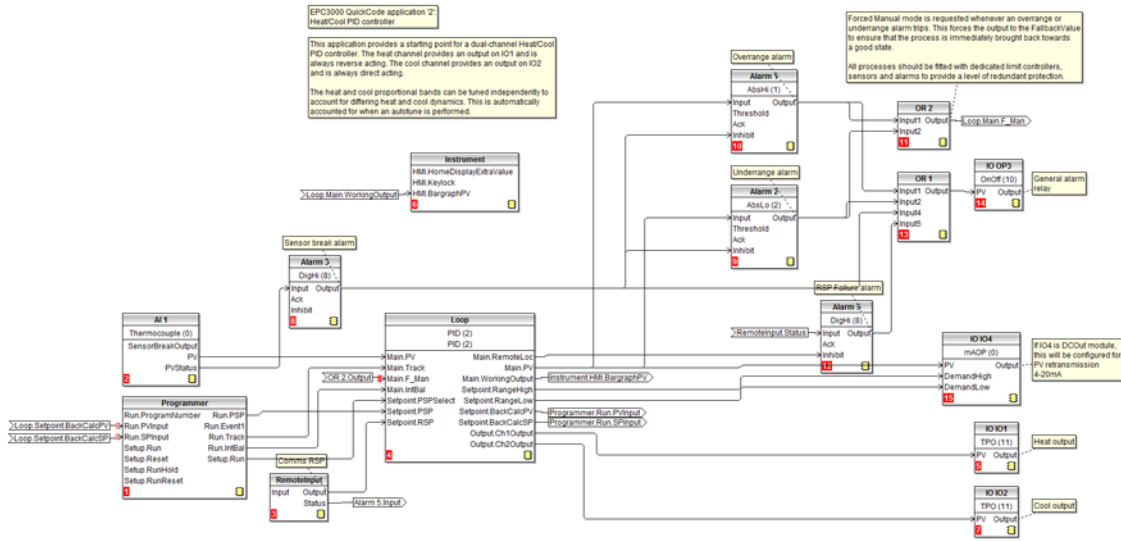 EPC3000 QuickCode application '2':
Heat/Cool PID controller
This application provides a starting point for a dual-channel Heat/Cool
PID controller. The heat channel provides an output on IO1 and is
always reverse acting. The cool channel provides an output on IO2
and is always direct acting.
The heat and cool proportional bands can be tuned independently to
account for differing heat and cool dynamics. This is automatically
accounted for when an autotune is performed.
Forced Manual mode is requested whenever an overrange or
underrange alarm trips. This forces the output to the FallbackValue
to ensure that the process is immediately brought back towards
a good state.
All processes should be fitted with dedicated limit controllers,
sensors and alarms to provide a level of redundant protection.
Overrange alarm
Alarm 1
AbsHi (1)
Input Output
Threshold
Ack
Inhibit
10
OR 2
Input1 Output
Input2
11
Loop.Main.F_Man
Instrument
HMI.HomeDisplayExtraValue
HMI.Keylock
HMI.BargraphPV
6
Loop.Main.WorkingOutput
Underrange alarm
Alarm 2
AbsLo (2)
Input Output
Threshold
Ack
Inhibit
9
OR 1
Input1 Output
Input2
Input4
Input5
13
IO OP3
OnOff (10)
PV Output
14
General alarm
relay
Sensor break alarm
Alarm 3
DigHi (8)
Input Output
Ack
Inhibit
8
RSP Failure alarm
Alarm 5
DigHi (8)
Input Output
Ack
Inhibit
12
RemoteInput.Status
AI 1
Thermocouple (0)
SensorBreakOutput
PV
PVStatus
2
Loop
PID (2)
PID (2)
Main.PV
Main.Track
Main.F_Man
Main.IntBal
Setpoint.PSPSelect
Setpoint.PSP
Setpoint.RSP
Main.RemoteLoc
Main.PV
Main.WorkingOutput
Setpoint.RangeHigh
Setpoint.RangeLow
Setpoint.BackCalcPV
Setpoint.BackCalcSP
Output.Ch1Output
Output.Ch2Output
4
OR 2.Output
Instrument.HMI.BargraphPV
Programmer.Run.PVInput
Programmer.Run.SPInput
IO IO4
mAOP (0)
PV Output
DemandHigh
DemandLow
15
If IO4 is DCOut module,
this will be configured for
PV retransmission
4-20mA
Programmer
Run.ProgramNumber Run.PSP
Run.PVInput Run.Event1
Run.SPInput Run.Track
Setup.Run Run.IntBal
Setup.Reset Setup.Run
Setup.RunHold
Setup.RunReset
1
Loop.Setpoint.BackCalcPV
Loop.Setpoint.BackCalcSP
Comms RSP
RemoteInput
Input Output
Status
3
Alarm 5.Input
IO IO1
TPO (11)
PV Output
5
Heat output
IO IO2
TPO (11)
PV Output
7
Cool output